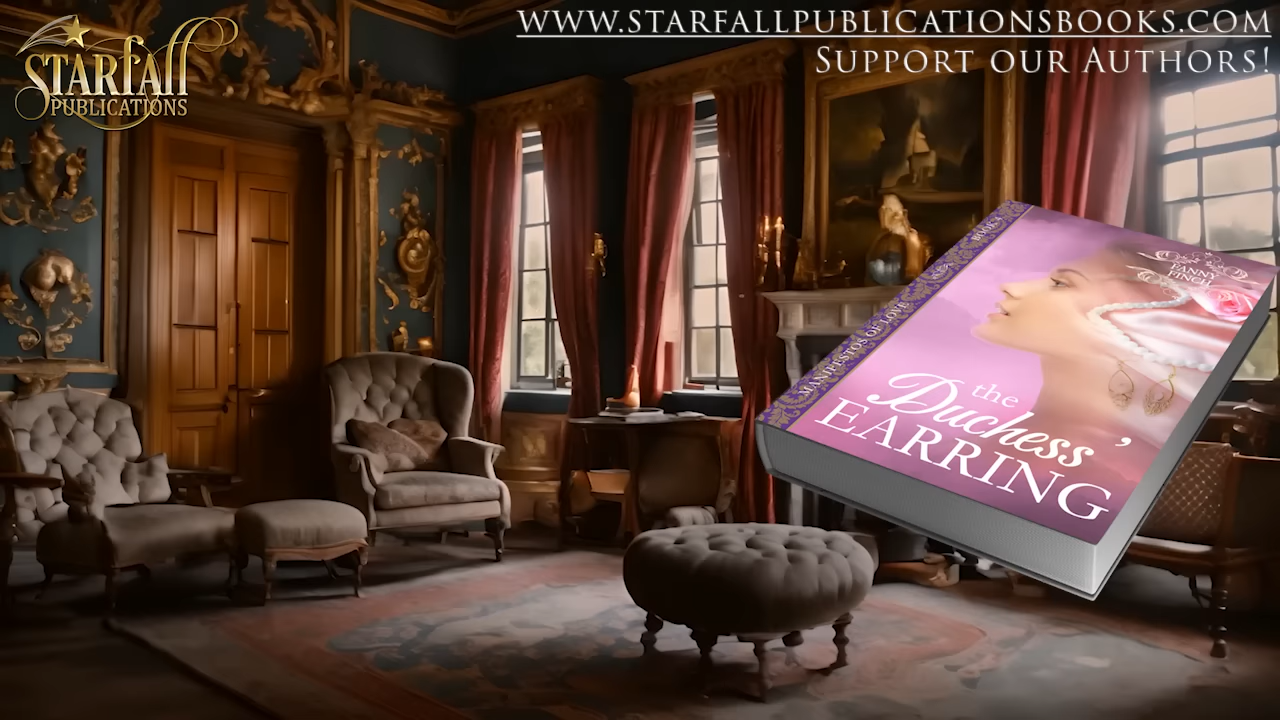 STARfall
PUBLICATIONS
WWW.STARFALLPUBLICATIONSBOOKS.COM
SUPPORT OUR AUTHORS!
MANIFESTOS OF LOVE
FANNY
FINCH
the
Duchess'
EARRING